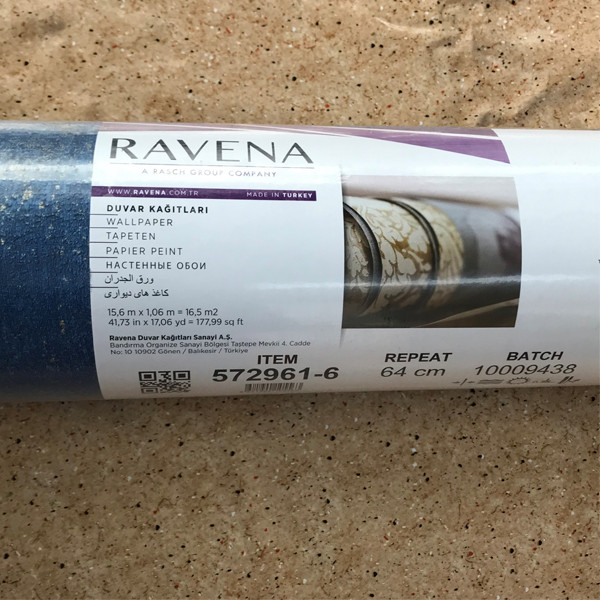 RAVENA
A RASCH GROUP COMPANY
WWW.RAVENA.COM.TR MADE IN TURKEY
DUVAR KAĞITLARI
WALLPAPER
TAPETEN
PAPIER PEINT
НАСТЕННЫЕ ОБОИ
ورق الجدران
کاغذ های دیواری
15,6 m x 1,06 m = 16,5 m2
41,73 in x 17,06 yd = 177,99 sq ft
Ravena Duvar Kağıtları Sanayi A.Ş.
Bandırma Organize Sanayi Bölgesi Taştepe Mevkii 4. Cadde
No: 10 10902 Gönen / Balıkesir / Türkiye
ITEM REPEAT BATCH
572961-6 64 cm 10009438